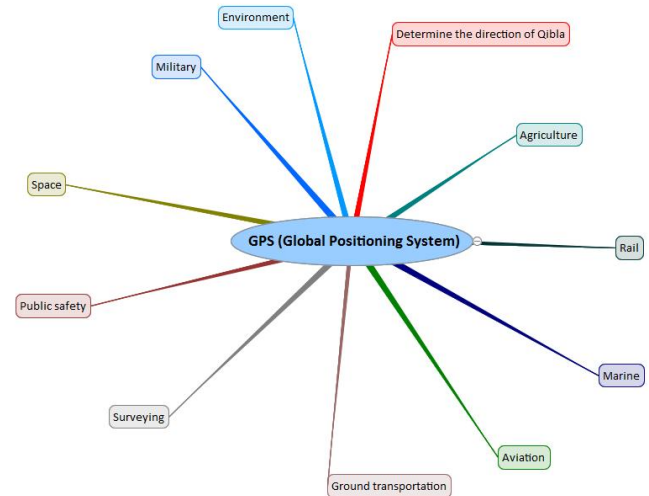 Environment
Determine the direction of Qibla
Military
Agriculture
Space
GPS (Global Positioning System)
Rail
Public safety
Marine
Surveying
Aviation
Ground transportation